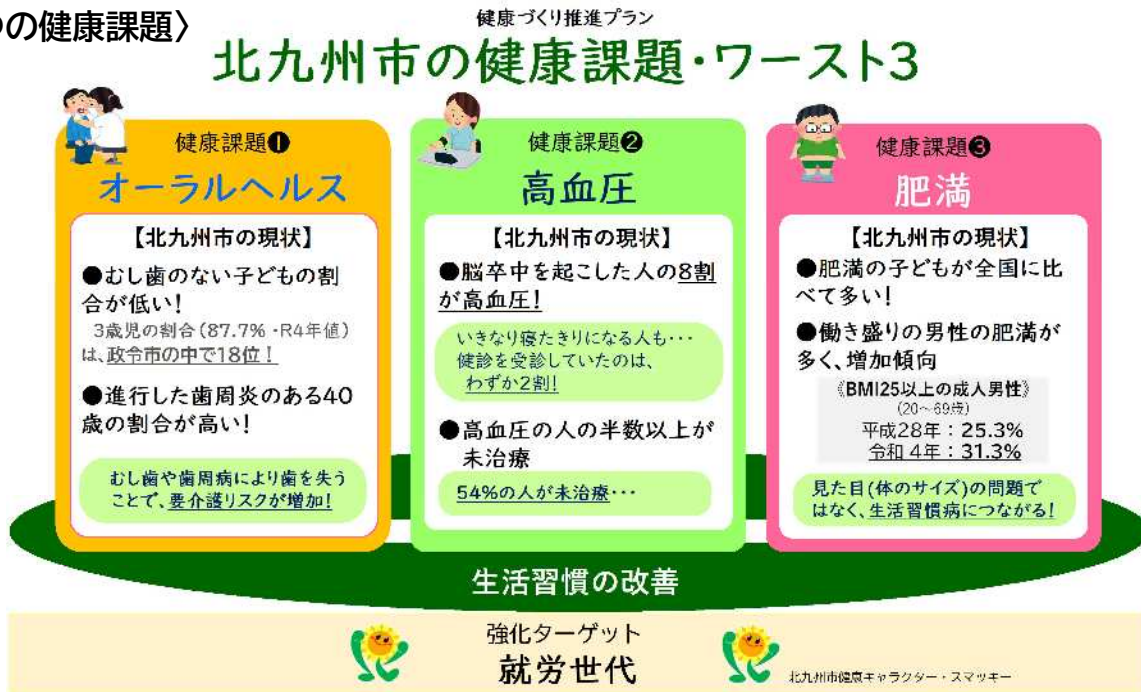 の健康課題〉
健康づくり推進プラン
北九州市の健康課題・ワースト3
健康課題❶
オーラルヘルス
【北九州市の現状】
●むし歯のない子どもの割
合が低い!
3歳児の割合(87.7%・R4年値)
は、政令市の中で18位!
●進行した歯周炎のある40
歳の割合が高い!
むし歯や歯周病により歯を失う
ことで、要介護リスクが増加!
健康課題❷
高血圧
【北九州市の現状】
●脳卒中を起こした人の8割
が高血圧!
いきなり寝たきりになる人も・・・
健診を受診していたのは、
わずか2割!
●高血圧の人の半数以上が
未治療
54%の人が未治療・・・
健康課題❸
肥満
【北九州市の現状】
●肥満の子どもが全国に比
べて多い!
●働き盛りの男性の肥満が
多く、増加傾向
《BMI25以上の成人男性》
(20~69歳)
平成28年:25.3%
令和4年:31.3%
見た目(体のサイズ)の問題で
はなく、生活習慣病につながる!
生活習慣の改善
強化ターゲット
就労世代
北九州市健康キャラクター・スマッキー